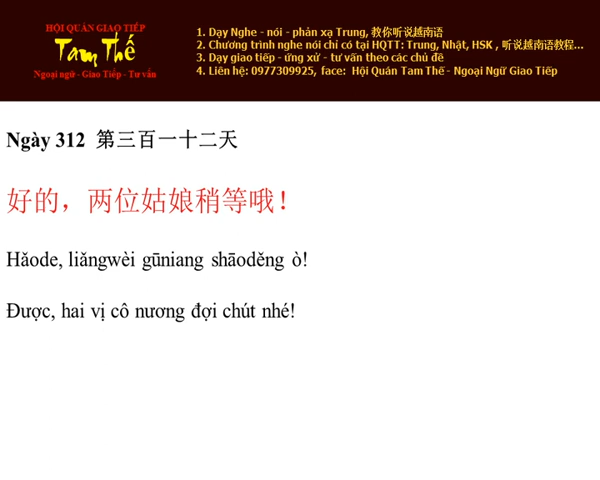 HỘI QUÁN GIAO TIẾP
Tam Thế
Ngoại ngữ - Giao Tiếp - Tư vấn
1. Dạy Nghe - nói - phản xạ Trung, 教你听说越南语
2. Chương trình nghe nói chỉ có tại HQTT: Trung, Nhật, HSK , 听说越南语教程...
3. Dạy giao tiếp - ứng xử - tư vấn theo các chủ đề
4. Liên hệ: 0977309925, face: Hội Quán Tam Thế - Ngoại Ngữ Giao Tiếp
Ngày 312 第三百一十二天
好的，两位姑娘稍等哦！
Hǎode, liǎngwèi gūniang shāoděng ò!
Được, hai vị cô nương đợi chút nhé!